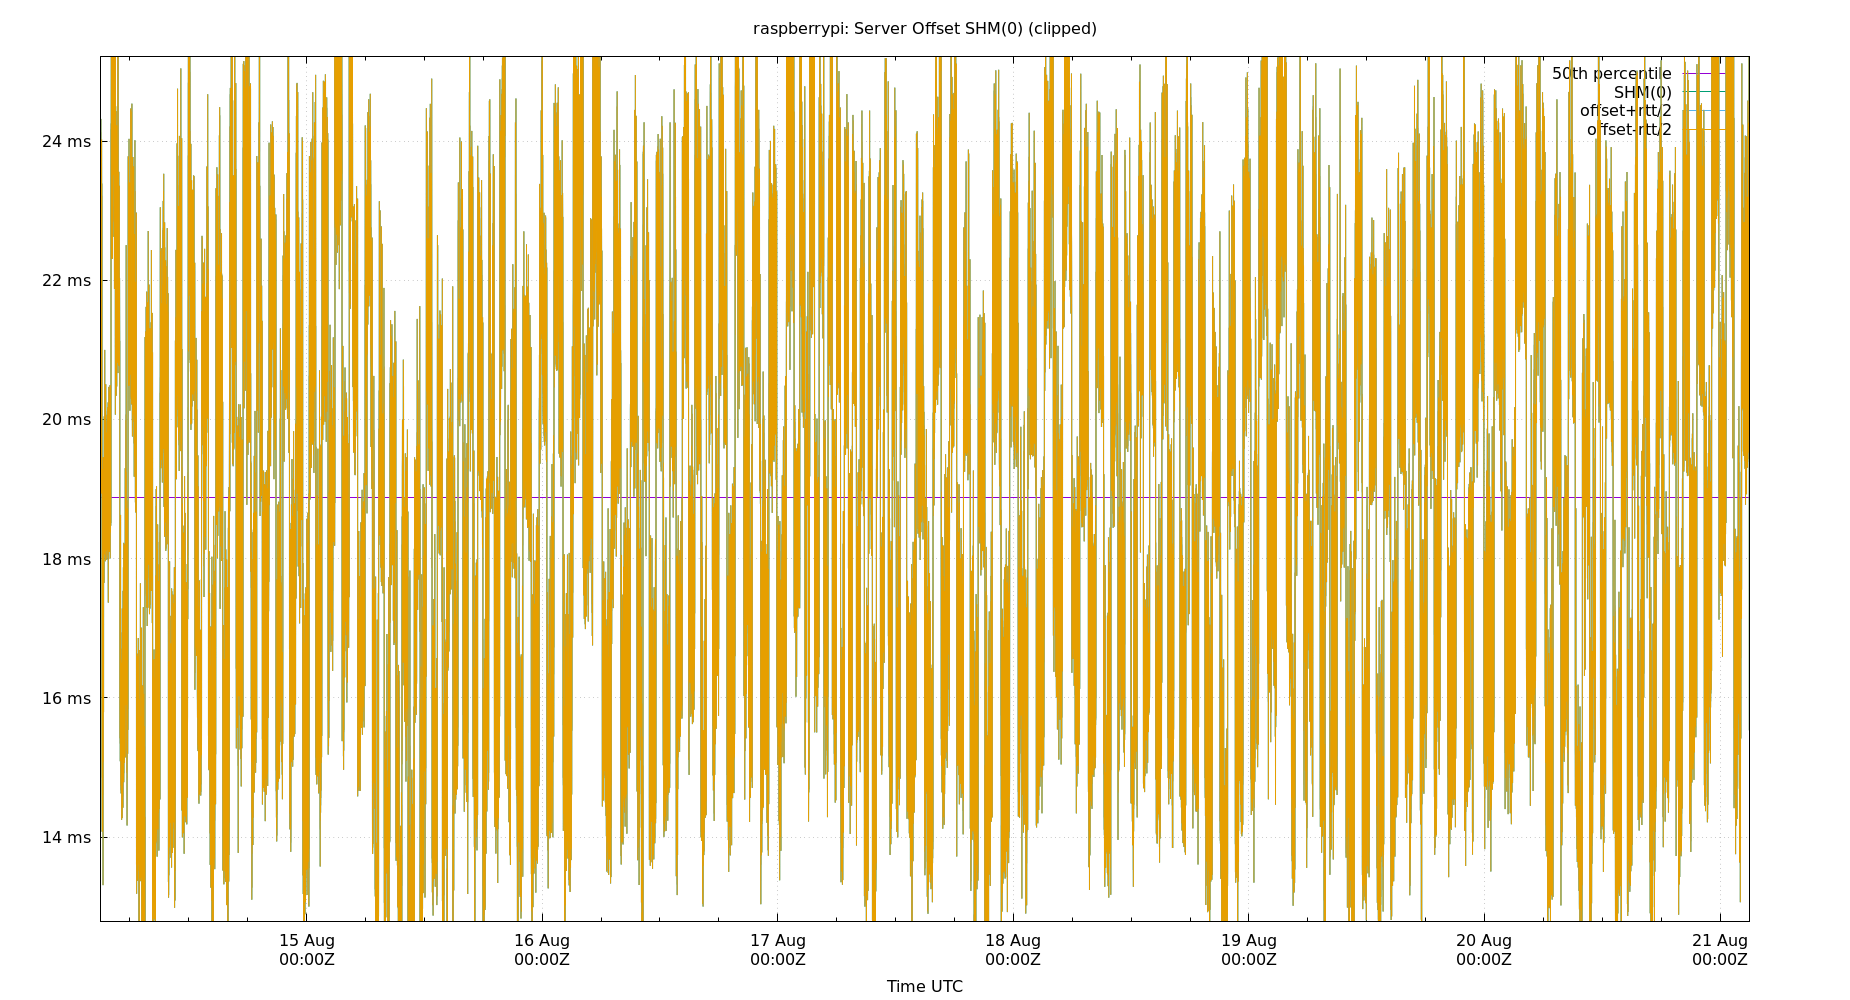 raspberrypi: Server Offset SHM(0) (clipped)
50th percentile
SHM(0)
offset+rtt/2
offset-rtt/2
24 ms
22 ms
20 ms
18 ms
16 ms
14 ms
15 Aug
00:00Z
16 Aug
00:00Z
17 Aug
00:00Z
18 Aug
00:00Z
19 Aug
00:00Z
20 Aug
00:00Z
21 Aug
00:00Z
Time UTC